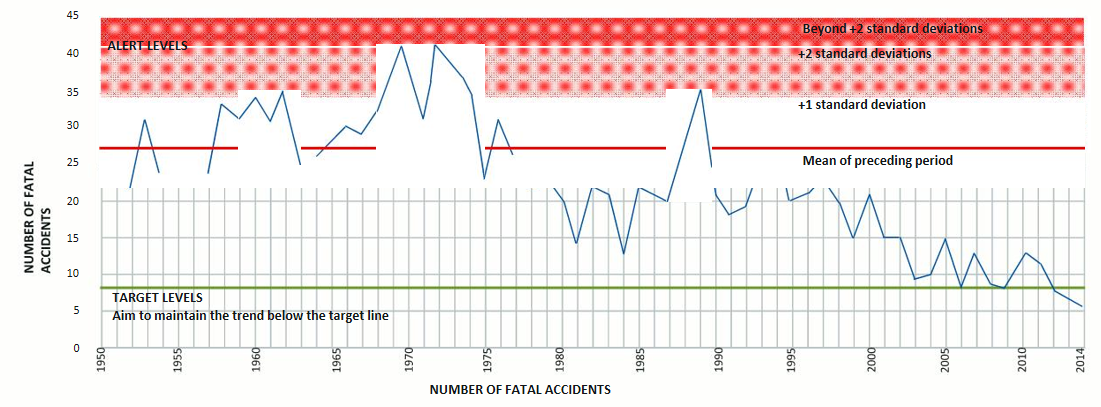 45
Beyond +2 standard deviations
ALERT LEVELS
40
+2 standard deviations
35
+1 standard deviation
30
25
Mean of preceding period
NUMBER OF FATAL
ACCIDENTS
20
15
10
TARGET LEVELS
5
Aim to maintain the trend below the target line
0
1950
1955
1960
1965
1970
1975
1980
1985
1990
1995
2000
2005
2010
2014
NUMBER OF FATAL ACCIDENTS